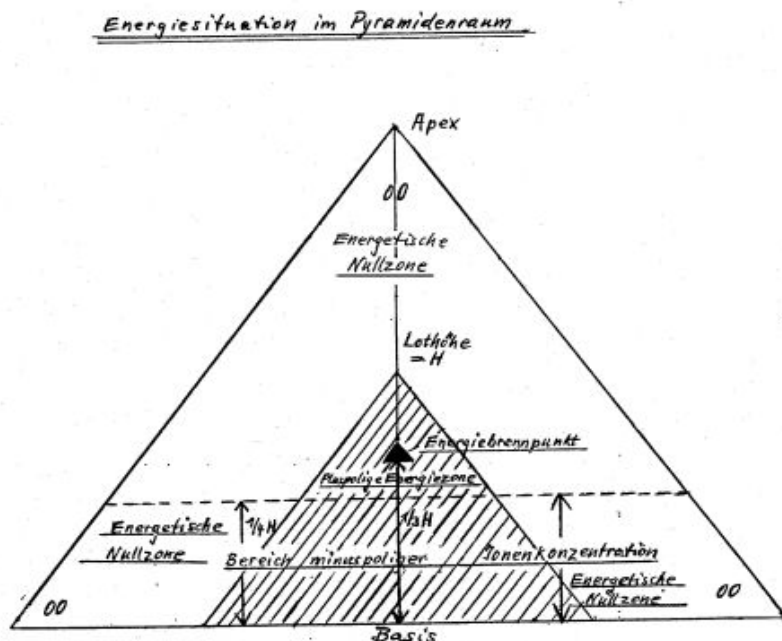 Energiesituation im Pyramidenraum
Apex
00
Energetische
Nullzone
Lothöhe
= H
Energiebrennpunkt
Pluspolige Energiezone
Energetische
Nullzone
1/4 H
1/3 H
Bereich minuspoliger Jonenkonzentration
Energetische
Nullzone
00
00
Basis